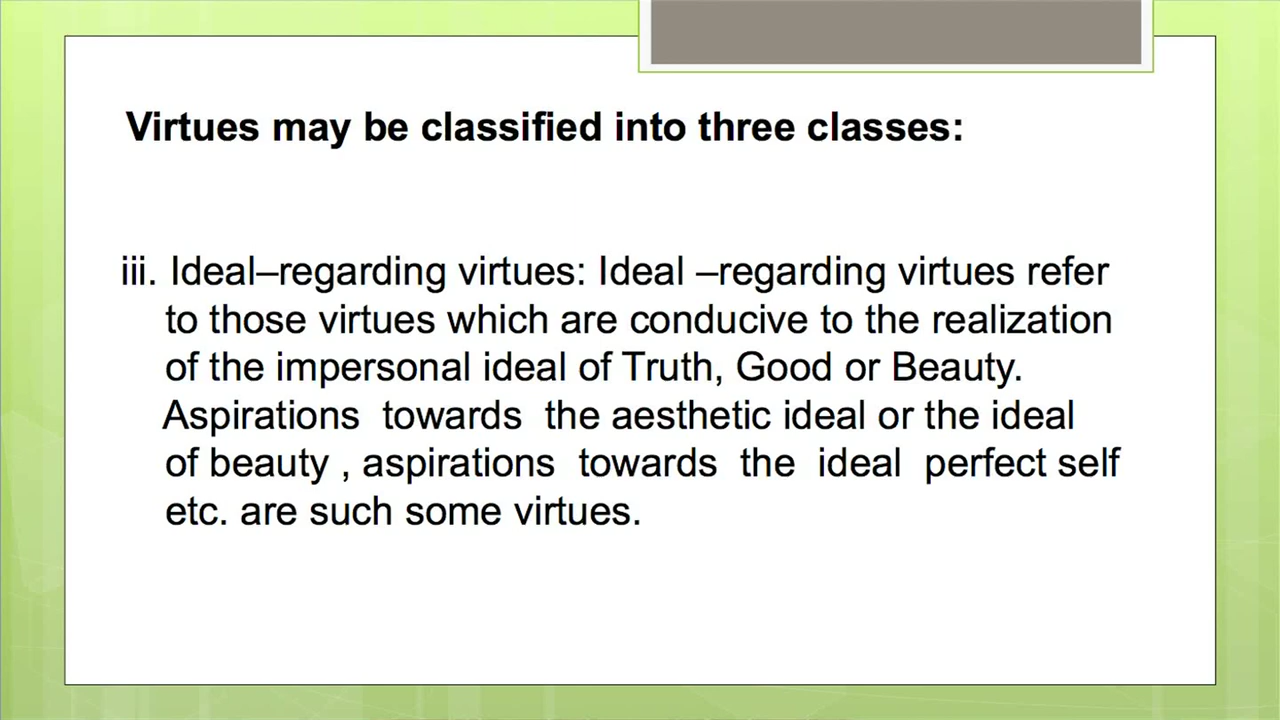 Virtues may be classified into three classes:
iii. Ideal–regarding virtues: Ideal –regarding virtues refer
to those virtues which are conducive to the realization
of the impersonal ideal of Truth, Good or Beauty.
Aspirations towards the aesthetic ideal or the ideal
of beauty , aspirations towards the ideal perfect self
etc. are such some virtues.